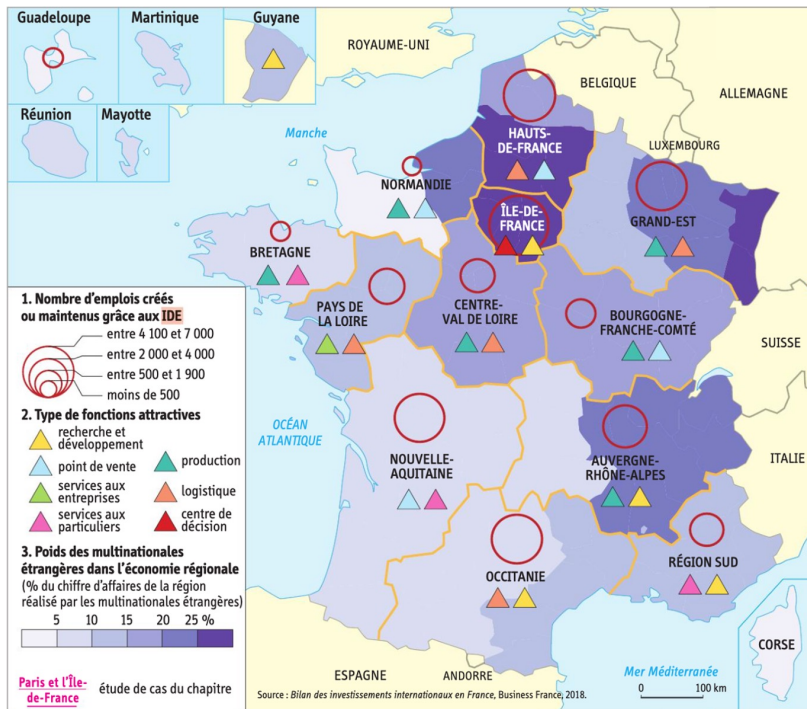 Guadeloupe
Martinique
Guyane
Réunion
Mayotte
ROYAUME-UNI
BELGIQUE
ALLEMAGNE
LUXEMBOURG
Manche
HAUTS-
DE-FRANCE
NORMANDIE
ÎLE-DE-
FRANCE
GRAND-EST
BRETAGNE
PAYS DE
LA LOIRE
CENTRE-
VAL DE LOIRE
BOURGOGNE-
FRANCHE-COMTÉ
SUISSE
OCÉAN
ATLANTIQUE
NOUVELLE-
AQUITAINE
AUVERGNE-
RHÔNE-ALPES
ITALIE
OCCITANIE
RÉGION SUD
CORSE
ESPAGNE
ANDORRE
Mer Méditerranée
1. Nombre d'emplois créés
ou maintenus grâce aux IDE
entre 4 100 et 7 000
entre 2 000 et 4 000
entre 500 et 1 900
moins de 500
2. Type de fonctions attractives
recherche et
développement
point de vente
services aux
entreprises
services aux
particuliers
production
logistique
centre de
décision
3. Poids des multinationales
étrangères dans l'économie régionale
(% du chiffre d'affaires de la région
réalisé par les multinationales étrangères)
5 10 15 20 25 %
Paris et l'Île-
de-France
étude de cas du chapitre
Source : Bilan des investissements internationaux en France, Business France, 2018.
0 100 km